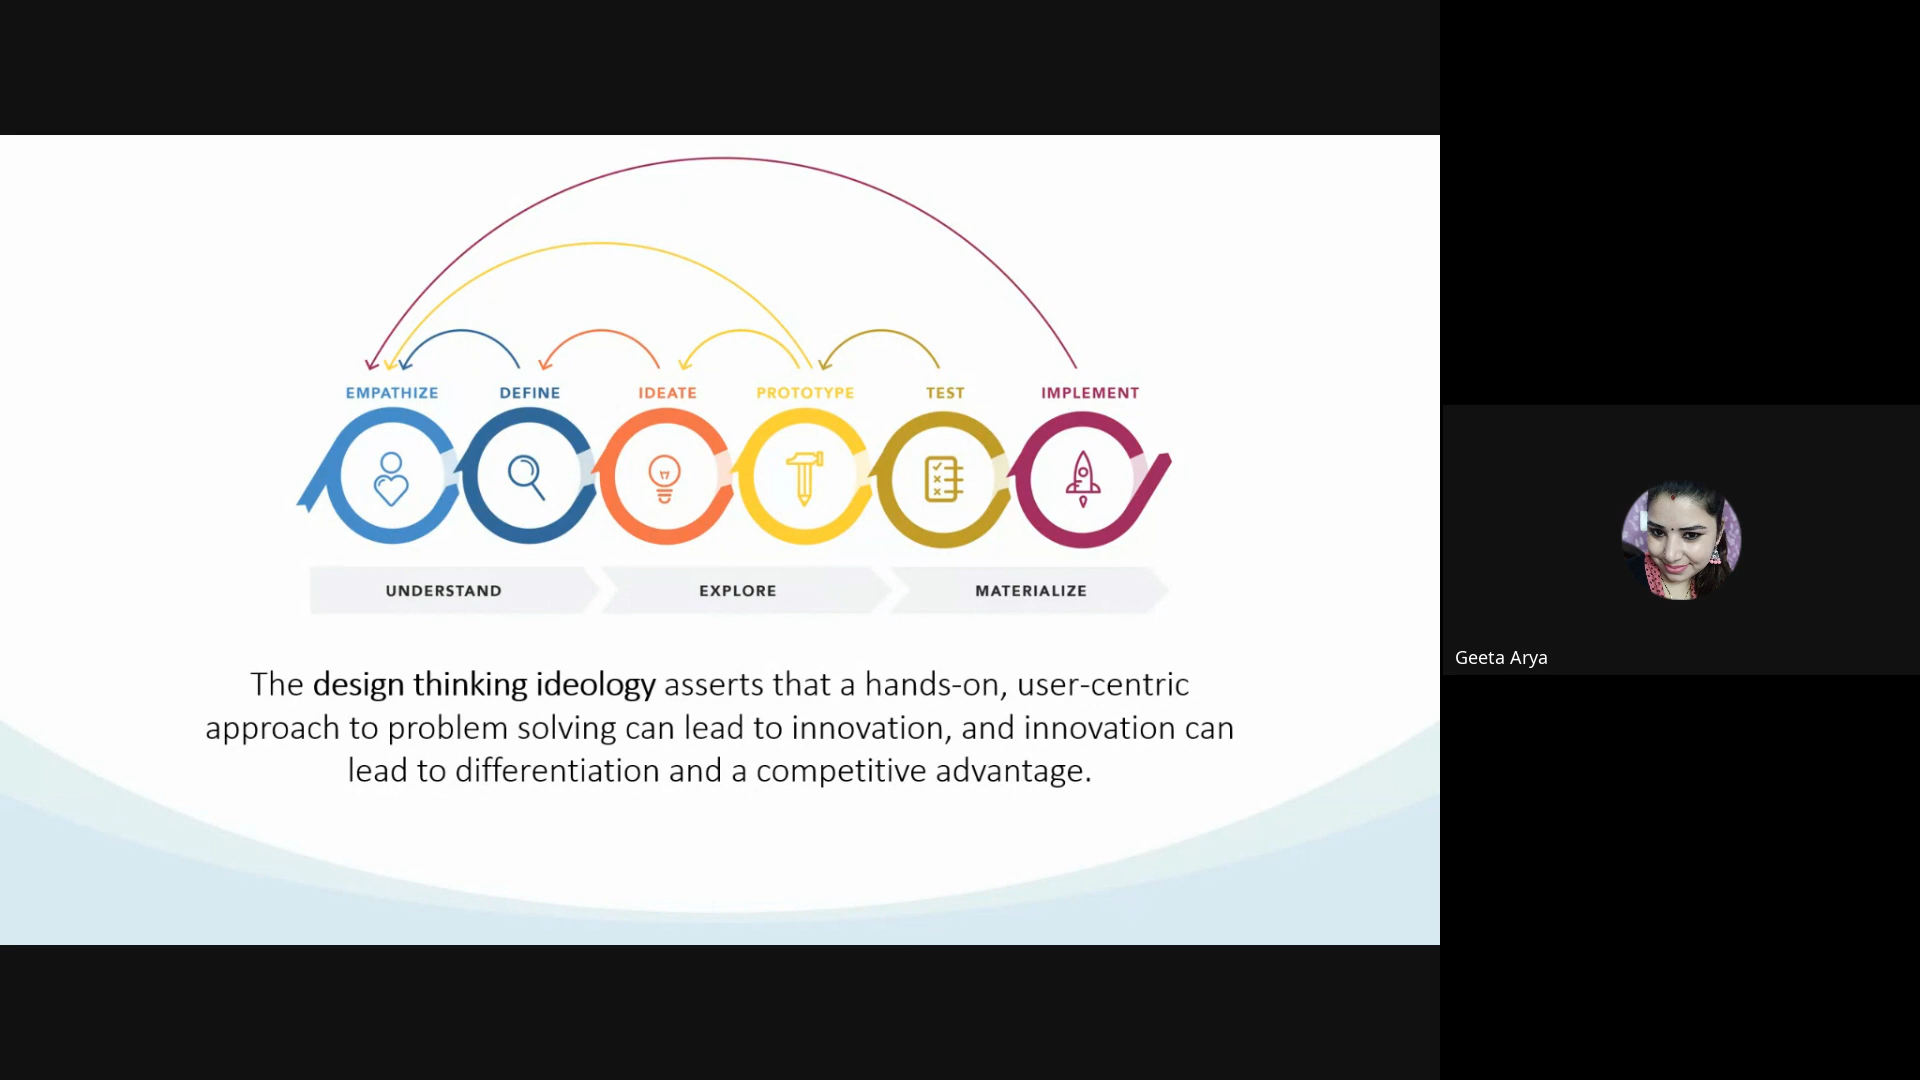 EMPATHIZE DEFINE IDEATE PROTOTYPE TEST IMPLEMENT
UNDERSTAND EXPLORE MATERIALIZE
The design thinking ideology asserts that a hands-on, user-centric
approach to problem solving can lead to innovation, and innovation can
lead to differentiation and a competitive advantage.
Geeta Arya